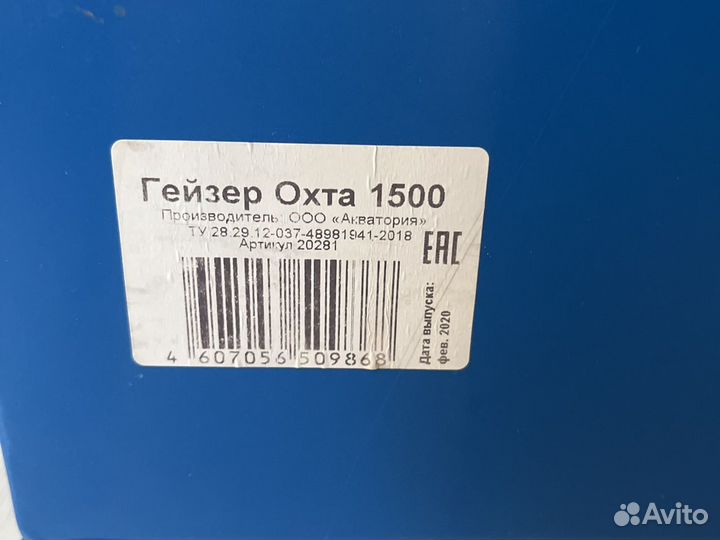 Гейзер Охта 1500
Производитель: ООО «Акватория»
ТУ 28.29.12-037-48981941-2018
Артикул 20281
EAC
4 607056 509868
Дата выпуска:
фев. 2020
Avito